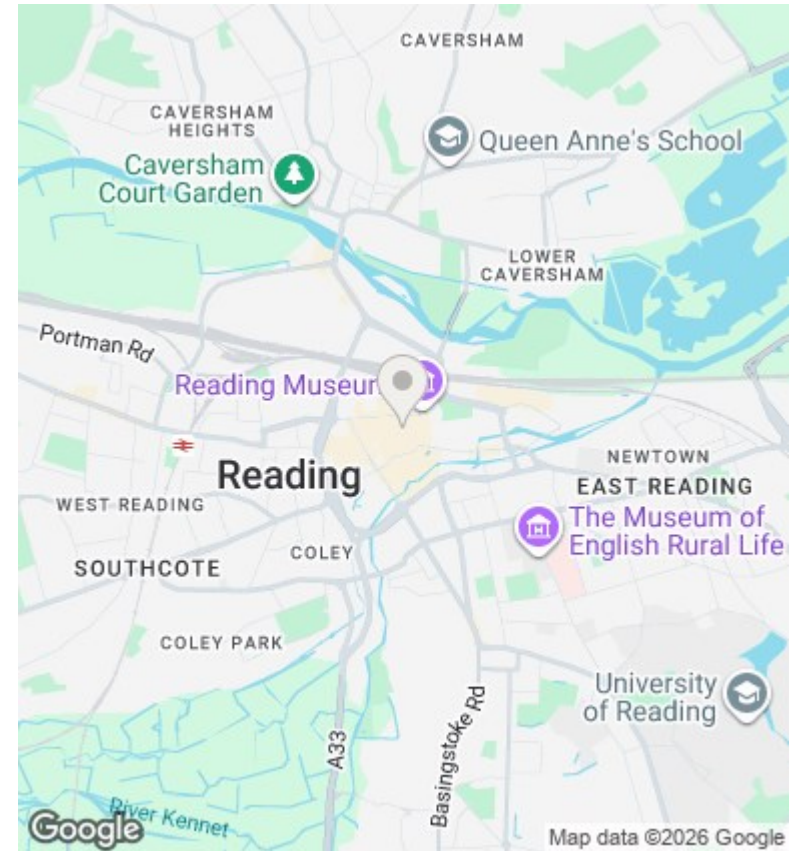 CAVERSHAM
CAVERSHAM
HEIGHTS
Queen Anne's School
Caversham
Court Garden
LOWER
CAVERSHAM
Portman Rd
Reading Museum
Reading
NEWTOWN
EAST READING
WEST READING
The Museum of
English Rural Life
COLEY
SOUTHCOTE
COLEY PARK
University
of Reading
A33
Basingstoke Rd
River Kennet
Google
Map data ©2026 Google